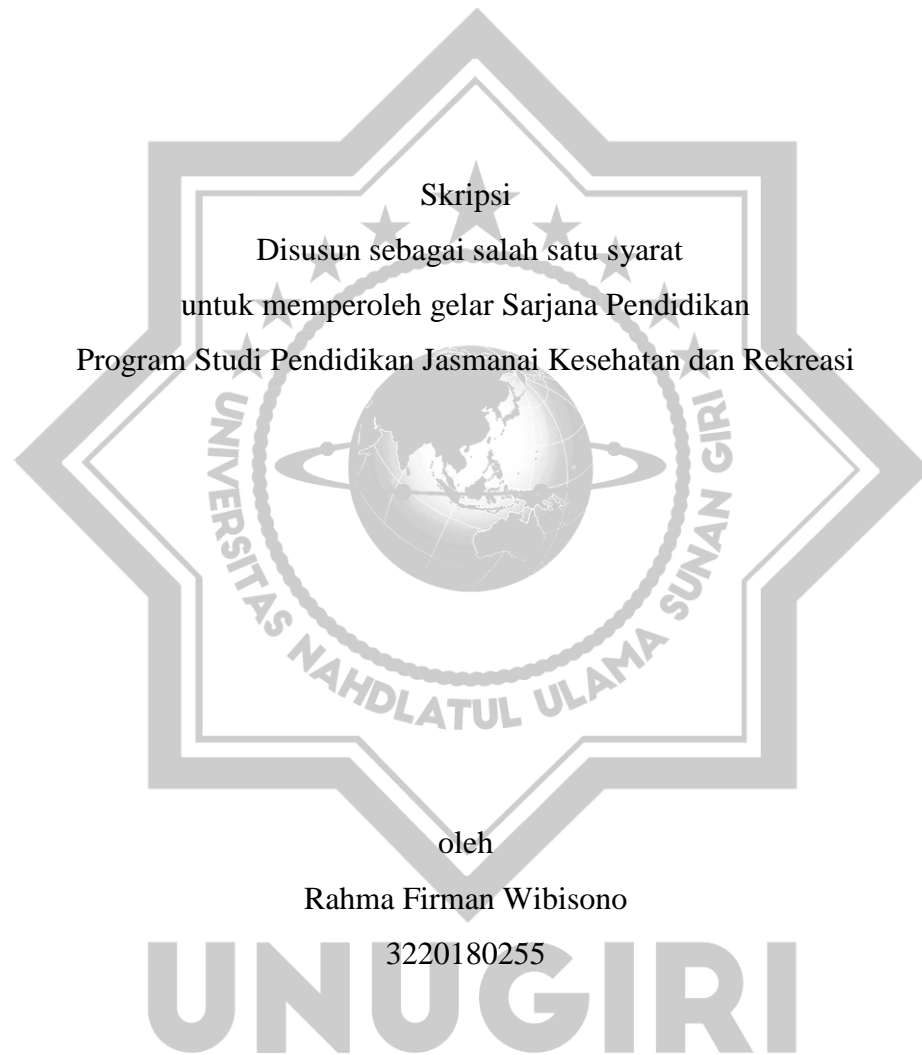 Skripsi
Disusun sebagai salah satu syarat
untuk memperoleh gelar Sarjana Pendidikan
Program Studi Pendidikan Jasmanai Kesehatan dan Rekreasi
UNIVERSITAS NAHDLATUL ULAMA SUNAN GIRI
oleh
Rahma Firman Wibisono
3220180255
UNUGIRI